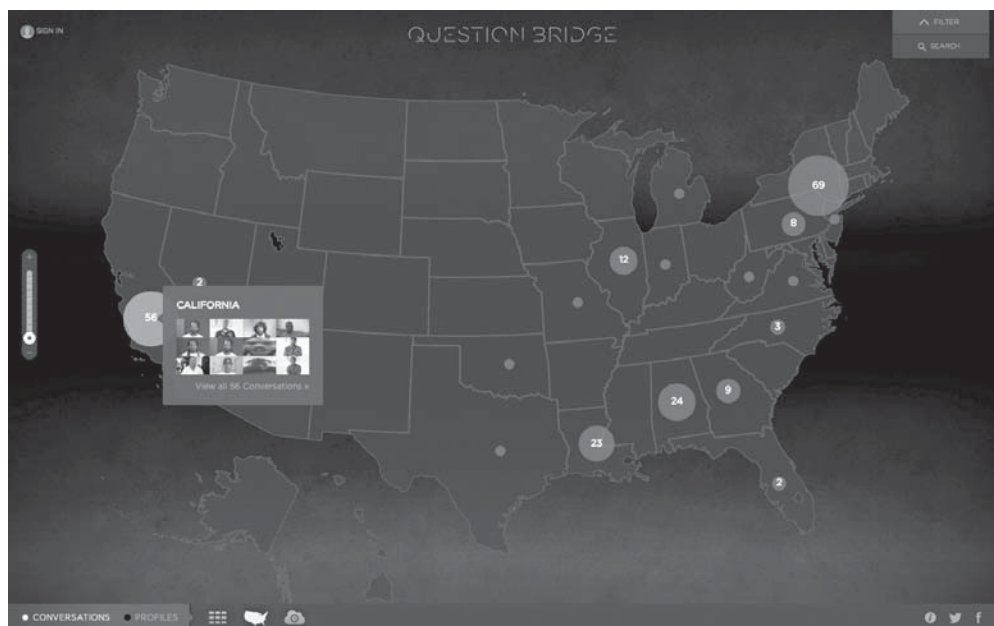 SIGN IN
QUESTION BRIDGE
FILTER
SEARCH
69
8
12
2
CALIFORNIA
56
3
View all 56 Conversations »
9
24
23
2
CONVERSATIONS
PROFILES